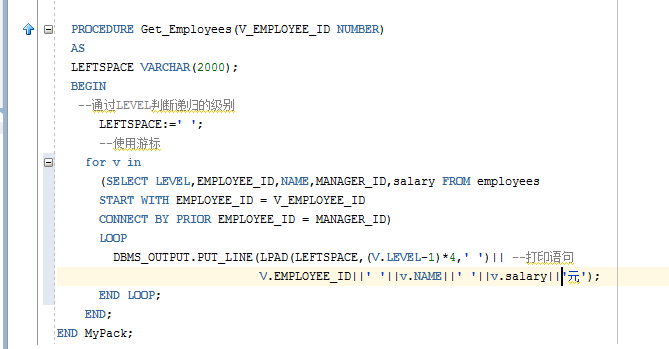 PROCEDURE Get_Employees(V_EMPLOYEE_ID NUMBER)
AS
LEFTSPACE VARCHAR(2000);
BEGIN
--通过LEVEL判断递归的级别
LEFTSPACE:=' ';
--使用游标
for v in
(SELECT LEVEL,EMPLOYEE_ID,NAME,MANAGER_ID,salary FROM employees
START WITH EMPLOYEE_ID = V_EMPLOYEE_ID
CONNECT BY PRIOR EMPLOYEE_ID = MANAGER_ID)
LOOP
DBMS_OUTPUT.PUT_LINE(LPAD(LEFTSPACE,(V.LEVEL-1)*4,' ')|| --打印语句
V.EMPLOYEE_ID||' '||v.NAME||' '||v.salary||'元');
END LOOP;
END;
END MyPack;